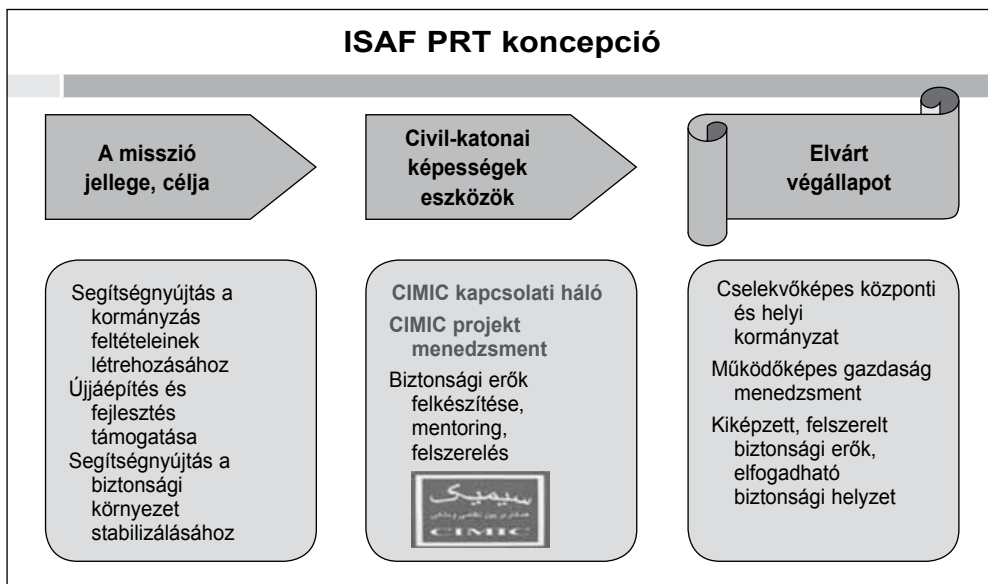 ISAF PRT koncepció
A misszió
jellege, célja
Civil-katonai
képességek
eszközök
Elvárt
végállapot
Segítségnyújtás a
kormányzás
feltételeinek
létrehozásához
Újjáépítés és
fejlesztés
támogatása
Segítségnyújtás a
biztonsági
környezet
stabilizálásához
CIMIC kapcsolati háló
CIMIC projekt
menedzsment
Biztonsági erők
felkészítése,
mentoring,
felszerelés
سیمیک
CIMIC
Cselekvőképes központi
és helyi
kormányzat
Működőképes gazdaság
menedzsment
Kiképzett, felszerelt
biztonsági erők,
elfogadható
biztonsági helyzet